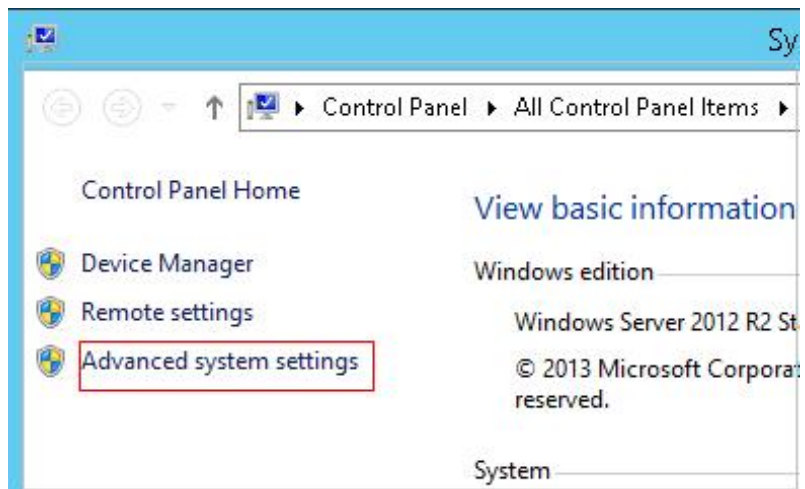 Sy
Control Panel ▸ All Control Panel Items ▸
Control Panel Home
View basic information
Device Manager
Windows edition
Remote settings
Windows Server 2012 R2 St
Advanced system settings
© 2013 Microsoft Corporat
reserved.
System